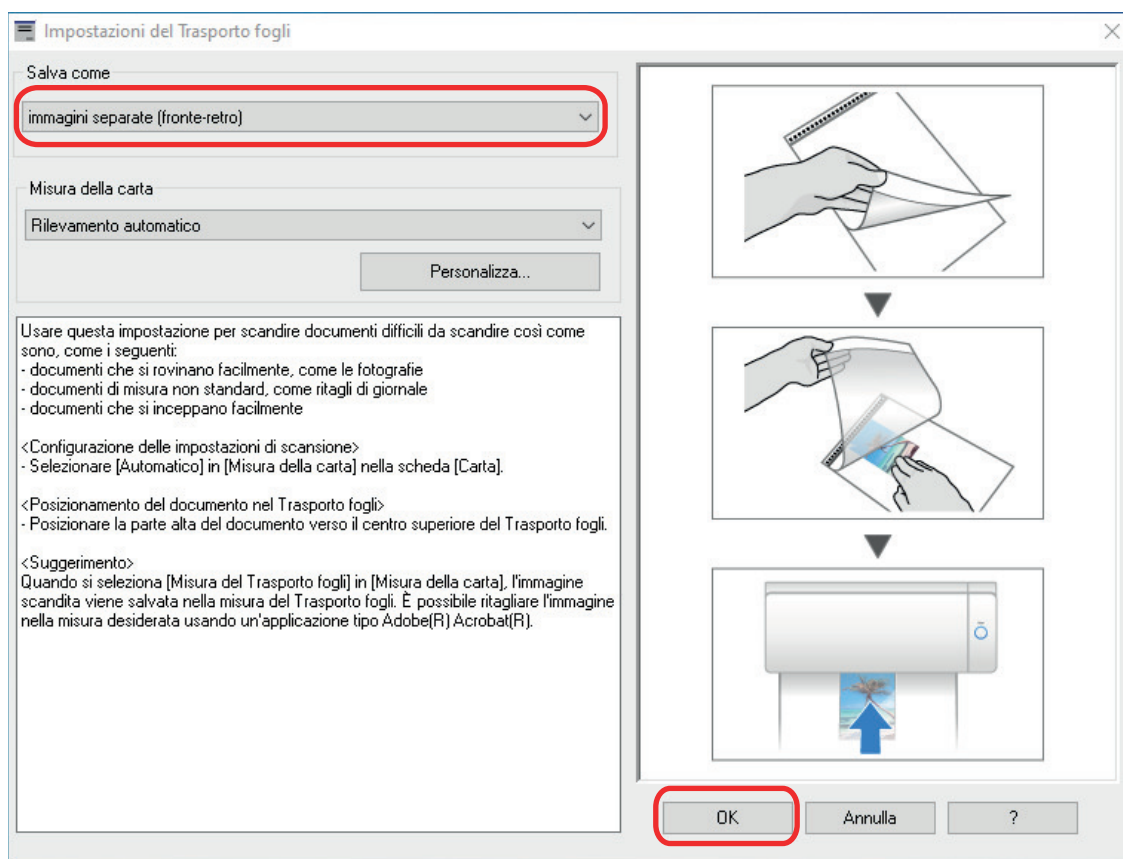 Impostazioni del Trasporto fogli
Salva come
immagini separate (fronte-retro)
Misura della carta
Rilevamento automatico
Personalizza...
Usare questa impostazione per scandire documenti difficili da scandire così come
sono, come i seguenti:
- documenti che si rovinano facilmente, come le fotografie
- documenti di misura non standard, come ritagli di giornale
- documenti che si inceppano facilmente
<Configurazione delle impostazioni di scansione>
- Selezionare [Automatico] in [Misura della carta] nella scheda [Carta].
<Posizionamento del documento nel Trasporto fogli>
- Posizionare la parte alta del documento verso il centro superiore del Trasporto fogli.
<Suggerimento>
Quando si seleziona [Misura del Trasporto fogli] in [Misura della carta], l'immagine
scandita viene salvata nella misura del Trasporto fogli. È possibile ritagliare l'immagine
nella misura desiderata usando un'applicazione tipo Adobe(R) Acrobat(R).
OK
Annulla
?